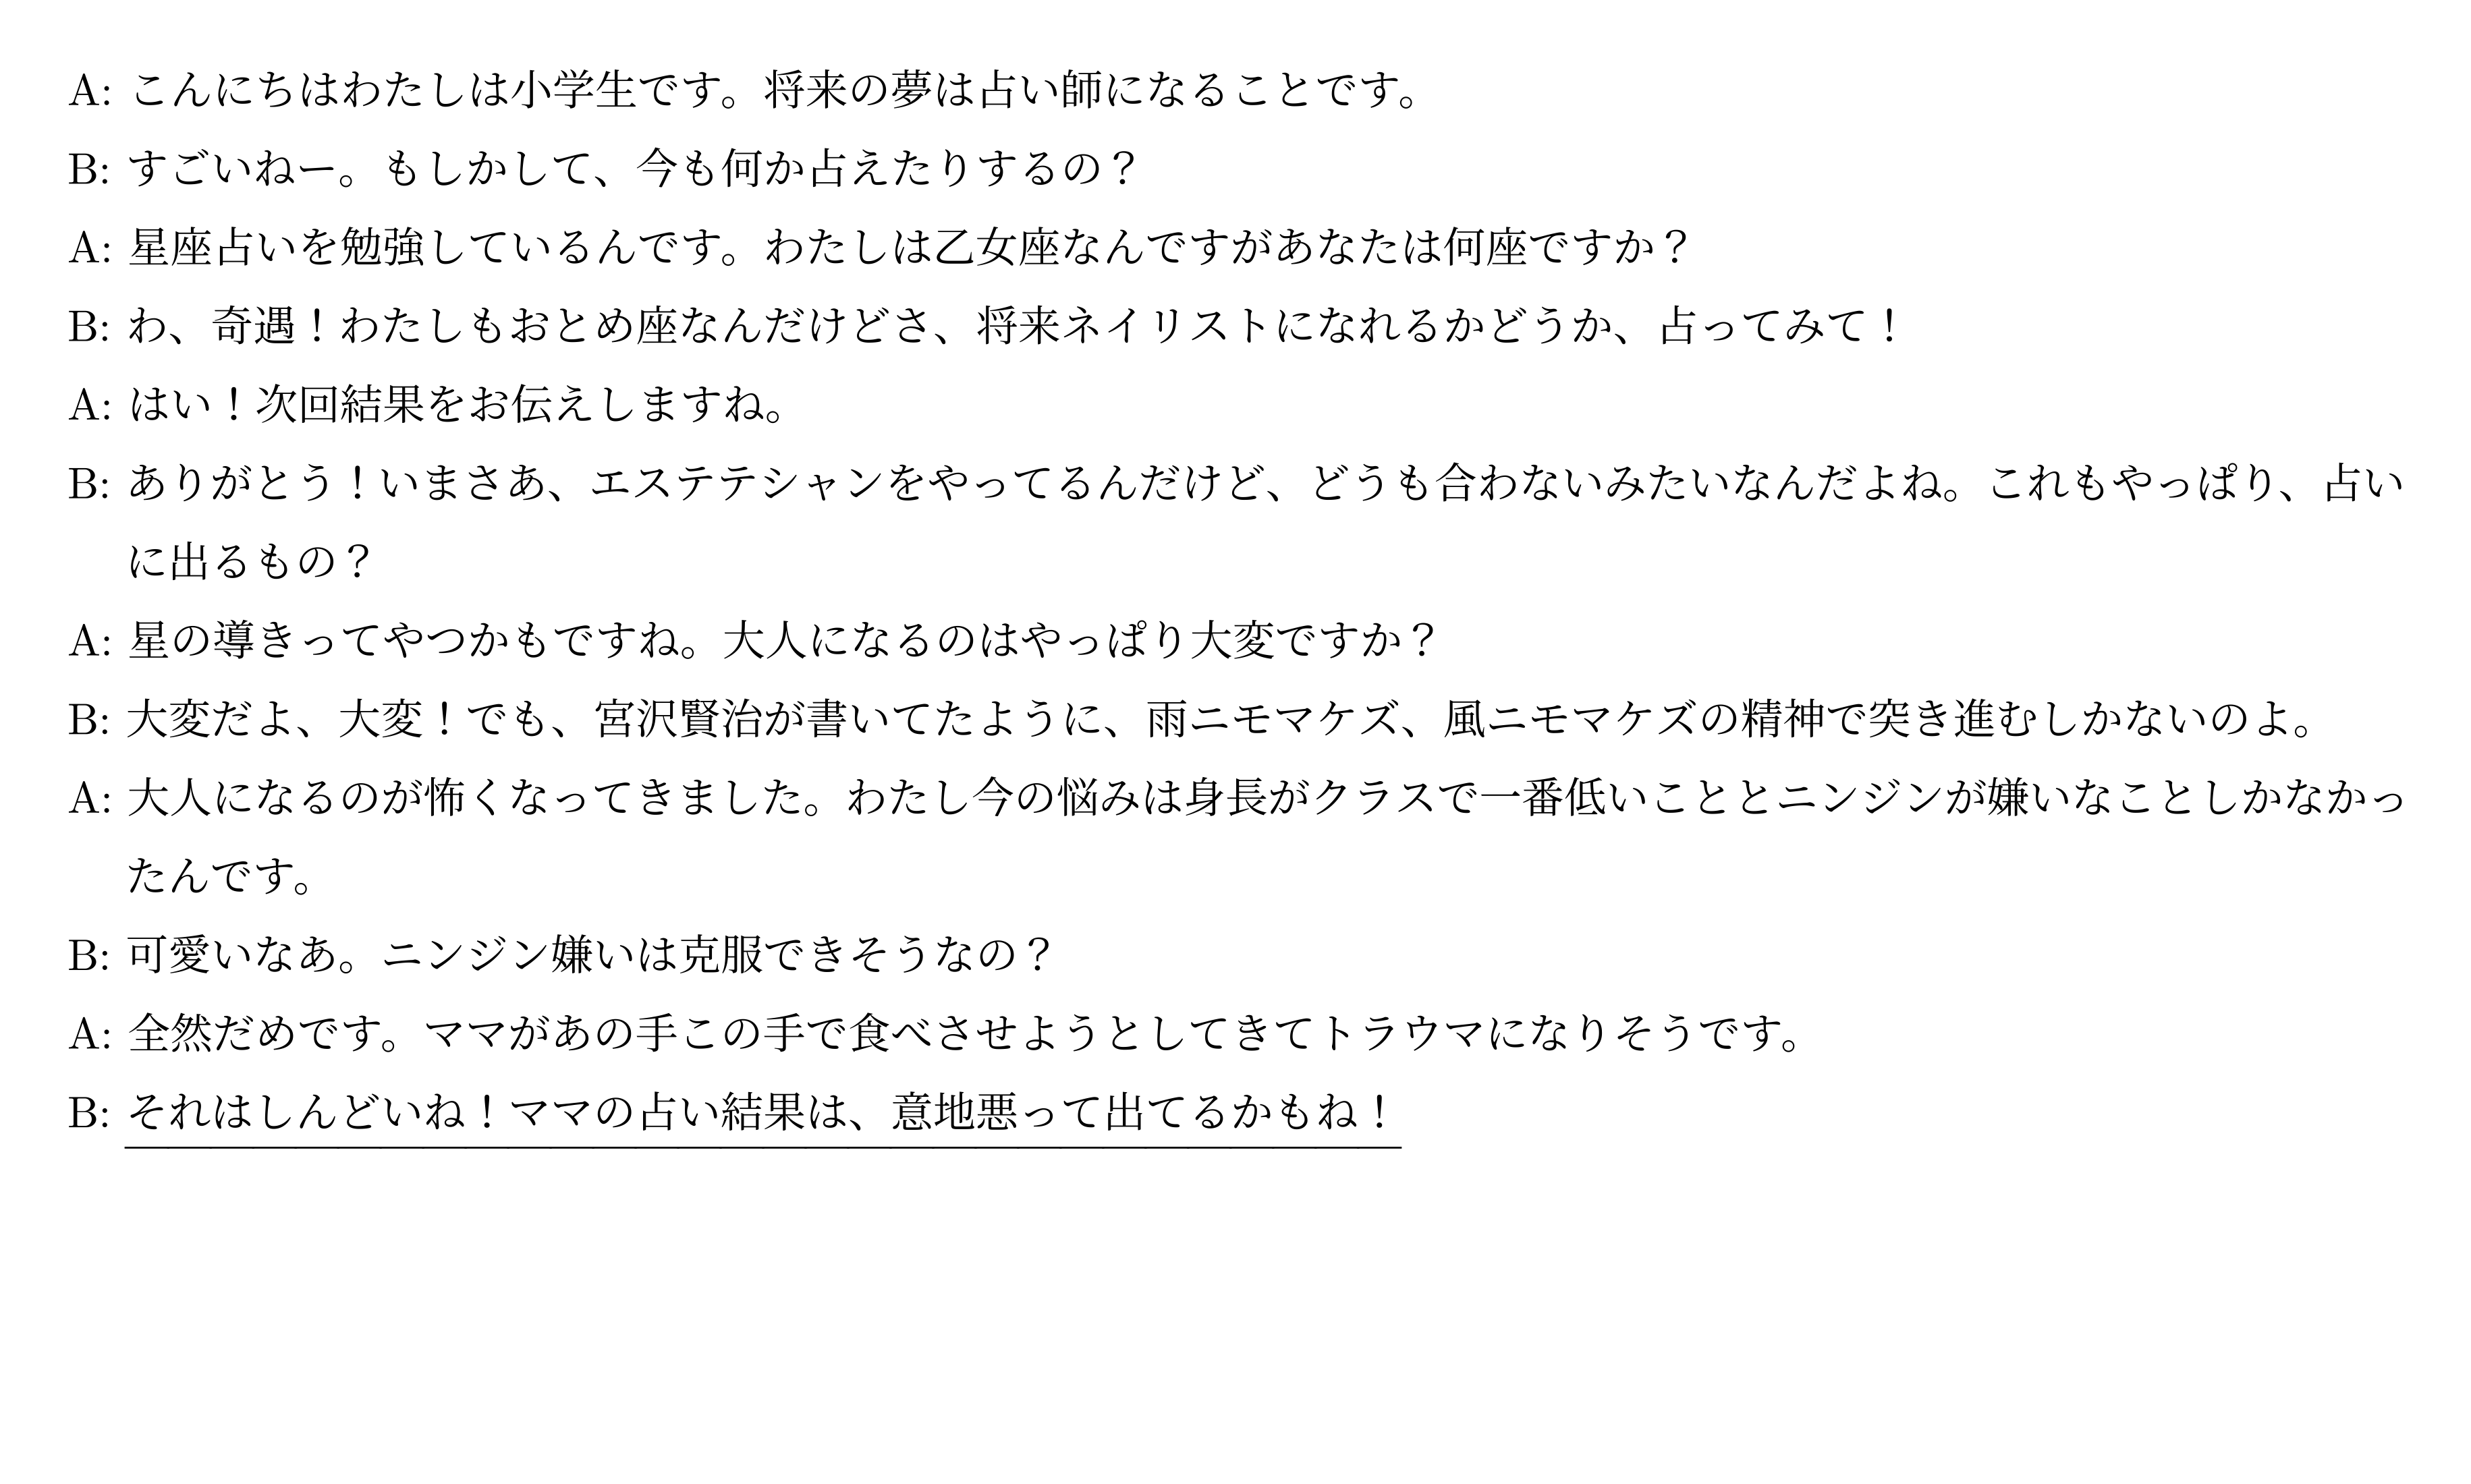 A: こんにちはわたしは小学生です。将来の夢は占い師になることです。
B: すごいねー。もしかして、今も何か占えたりするの？
A: 星座占いを勉強しているんです。わたしは乙女座なんですがあなたは何座ですか？
B: わ、奇遇！わたしもおとめ座なんだけどさ、将来ネイリストになれるかどうか、占ってみて！
A: はい！次回結果をお伝えしますね。
B: ありがとう！いまさあ、エステテシャンをやってるんだけど、どうも合わないみたいなんだよね。これもやっぱり、占い
に出るもの？
A: 星の導きってやつかもですね。大人になるのはやっぱり大変ですか？
B: 大変だよ、大変！でも、宮沢賢治が書いてたように、雨ニモマケズ、風ニモマケズの精神で突き進むしかないのよ。
A: 大人になるのが怖くなってきました。わたし今の悩みは身長がクラスで一番低いこととニンジンが嫌いなことしかなかっ
たんです。
B: 可愛いなあ。ニンジン嫌いは克服できそうなの？
A: 全然だめです。ママがあの手この手で食べさせようとしてきてトラウマになりそうです。
B: それはしんどいね！ママの占い結果は、意地悪って出てるかもね！